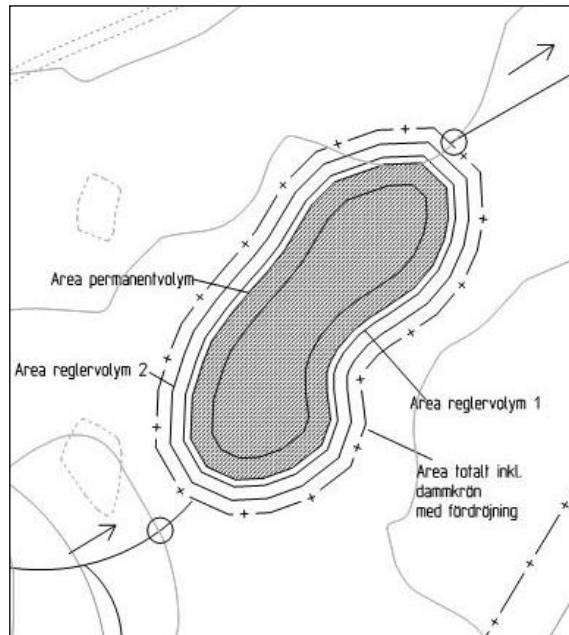 Area permanentvolym
Area reglervolym 2
Area reglervolym 1
Area totalt inkl.
dammkrön
med fördröjning